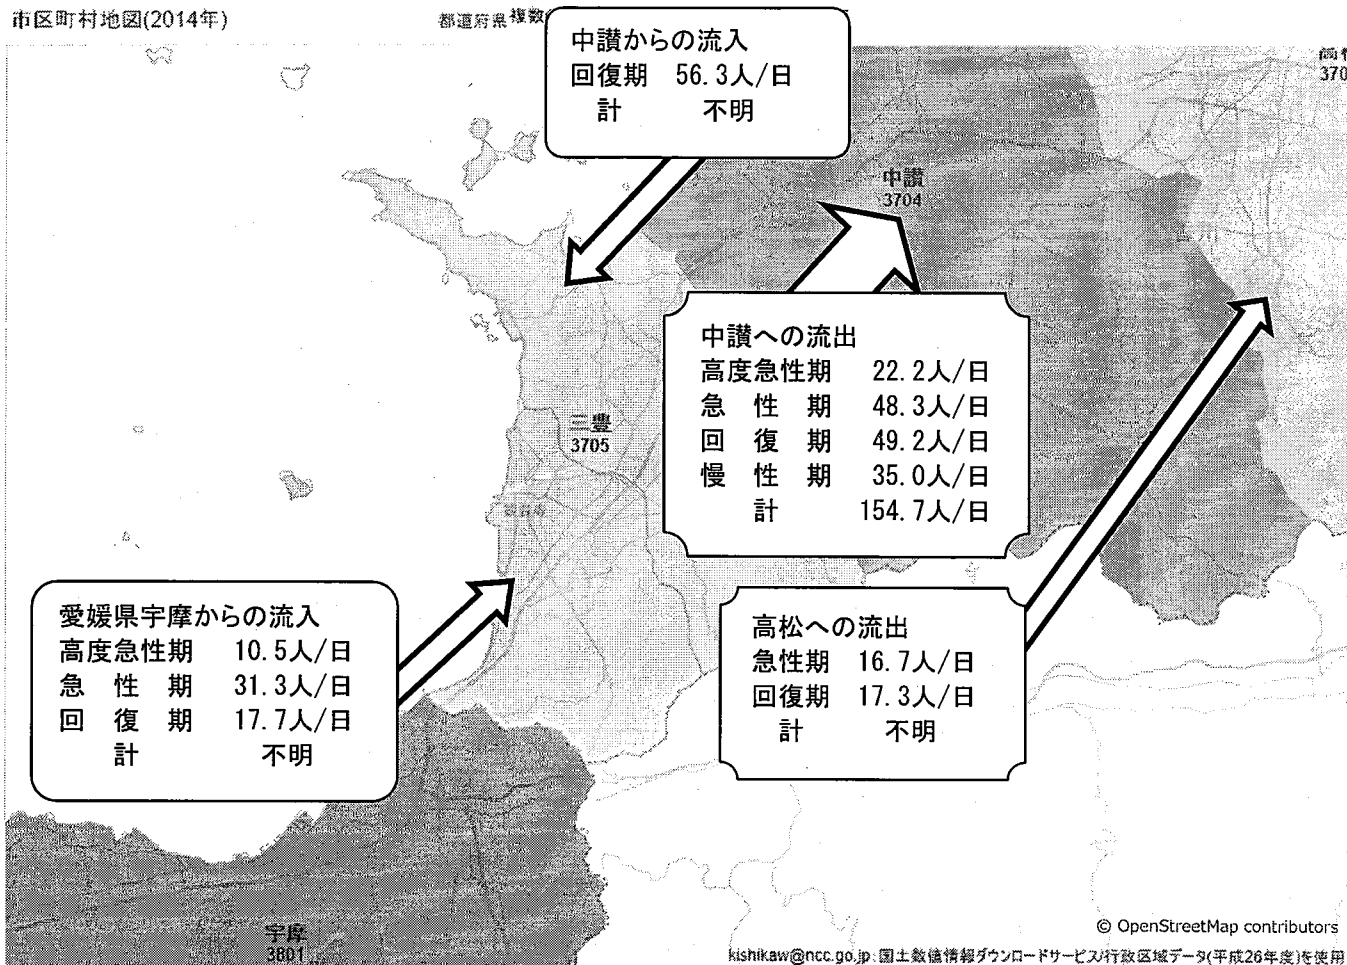 市区町村地図(2014年)
都道府県複数
中讃からの流入
回復期 56.3人/日
計 不明
中讃
3704
370
中讃への流出
高度急性期 22.2人/日
急性期 48.3人/日
回復期 49.2人/日
慢性期 35.0人/日
計 154.7人/日
三豊
3705
愛媛県宇摩からの流入
高度急性期 10.5人/日
急性期 31.3人/日
回復期 17.7人/日
計 不明
高松への流出
急性期 16.7人/日
回復期 17.3人/日
計 不明
宇摩
3801
© OpenStreetMap contributors
kishikaw@ncc.go.jp:国土数値情報ダウンロードサービス/行政区域データ(平成26年度)を使用